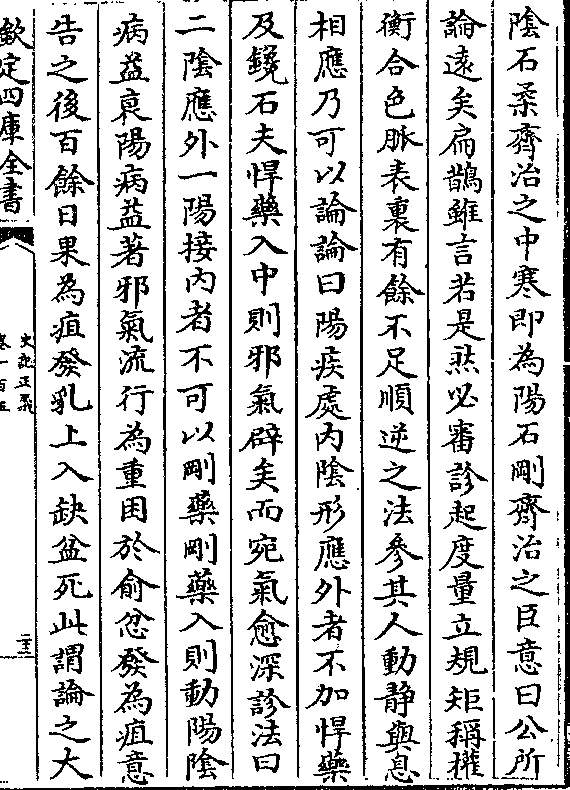 陰石柔齊治之中寒即為陽石剛齊治之臣意曰公所
論遠矣扁鵲雖言若是然必審診起度量立規矩稱權
衡合色脈表裏有餘不足順逆之法參其人動靜與息
相應乃可以論論曰陽疾處内陰形應外者不加悍藥
及鑱石夫悍藥入中則邪氣辟矣而宛氣愈深診法曰
二陰應外一陽接内者不可以剛藥剛藥入則動陽陰
病益衰陽病益著邪氣流行為重困於俞忿發為疽意
告之後百餘日果為疽發乳上入缺盆死此謂論之大
欽定四庫全書
史記正義
卷一百五
二十三